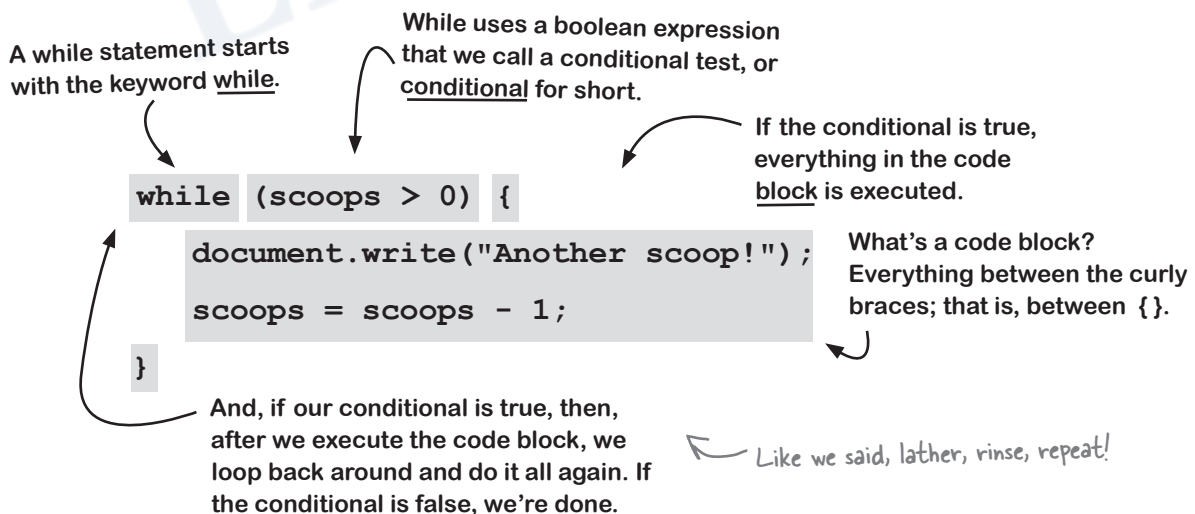 While uses a boolean expression
that we call a conditional test, or
conditional for short.
A while statement starts
with the keyword while.
If the conditional is true,
everything in the code
block is executed.
while (scoops > 0) {
document.write("Another scoop!");
scoops = scoops - 1;
}
What's a code block?
Everything between the curly
braces; that is, between { }.
And, if our conditional is true, then,
after we execute the code block, we
loop back around and do it all again. If
the conditional is false, we're done.
Like we said, lather, rinse, repeat!